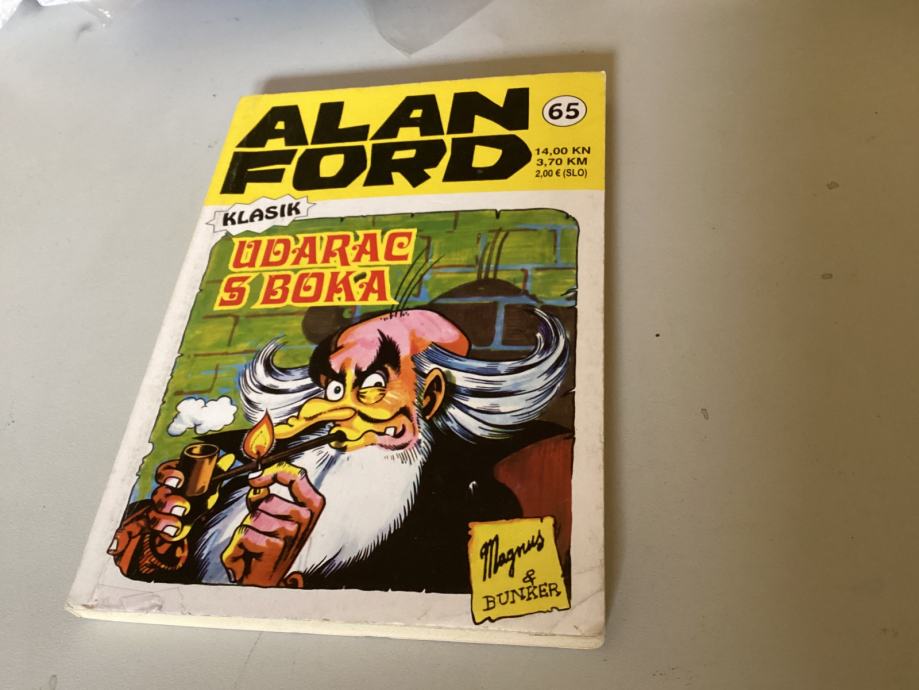 ALAN
FORD
65
14,00 KN
3,70 KM
2,00 € (SLO)
KLASIK
UDARAC
S BOKA
Magnus
&
BUNKER